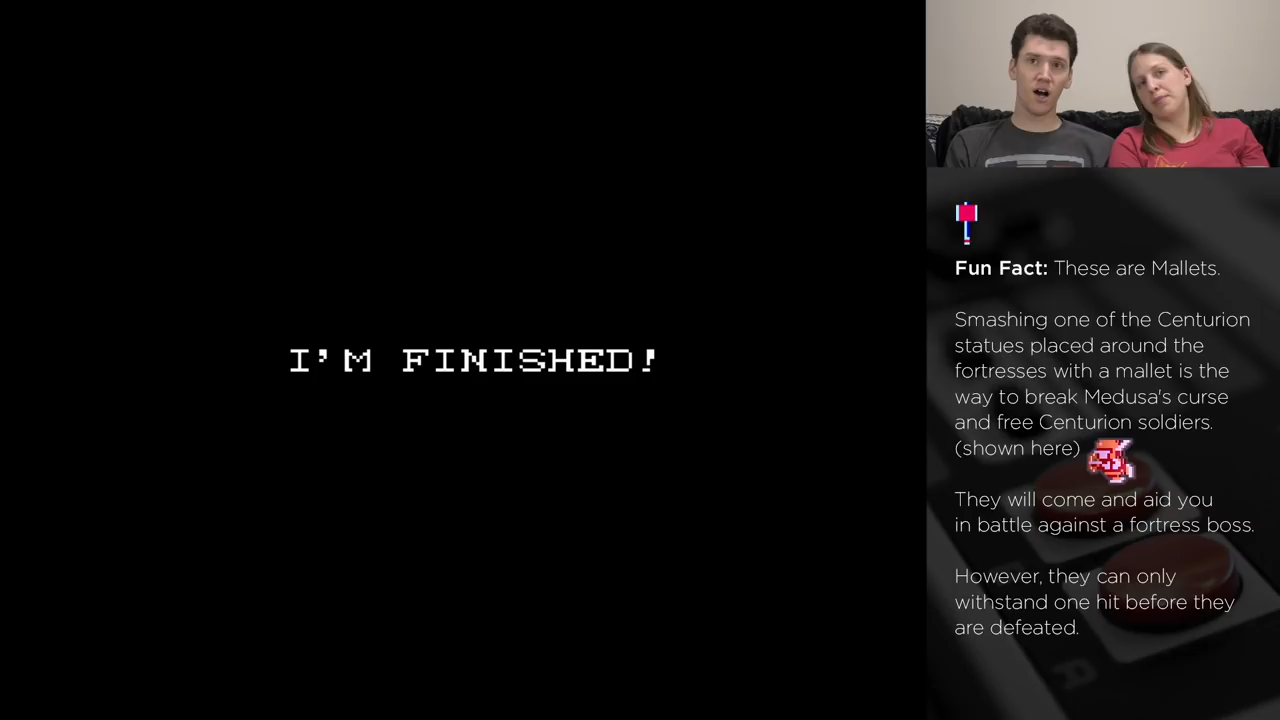 I'M FINISHED!
Fun Fact: These are Mallets.
Smashing one of the Centurion
statues placed around the
fortresses with a mallet is the
way to break Medusa's curse
and free Centurion soldiers.
(shown here)
They will come and aid you
in battle against a fortress boss.
However, they can only
withstand one hit before they
are defeated.